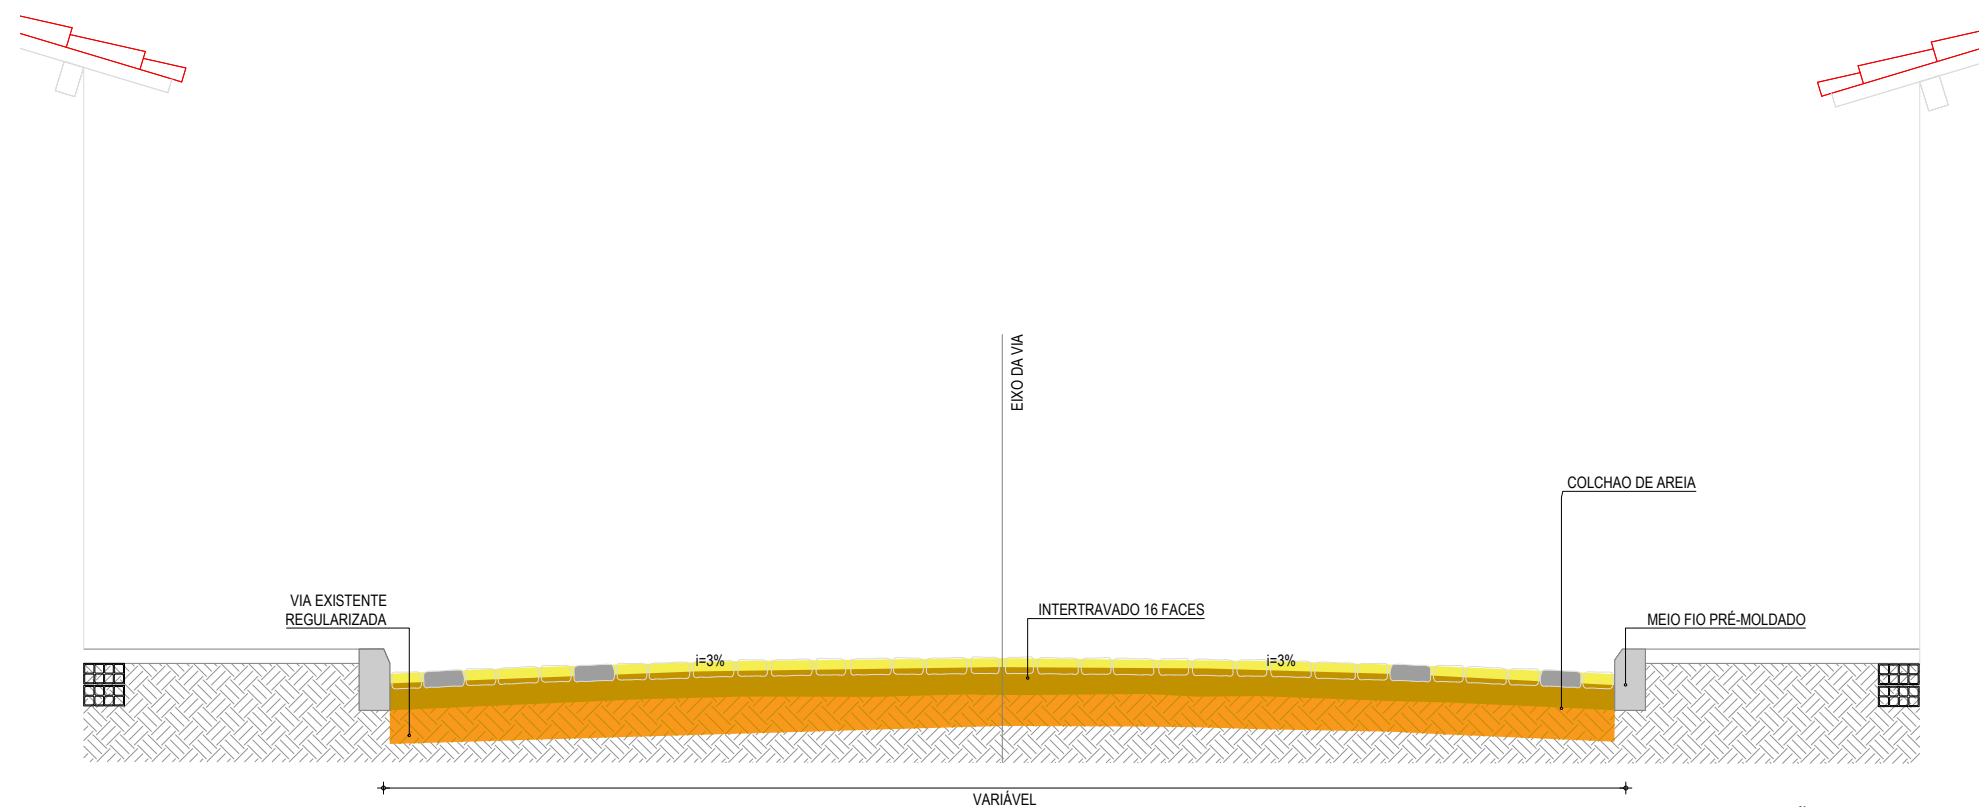 EIXO DA VIA
COLCHAO DE AREIA
VIA EXISTENTE
REGULARIZADA
INTERTRAVADO 16 FACES
MEIO FIO PRÉ-MOLDADO
i=3%
i=3%
VARIÁVEL